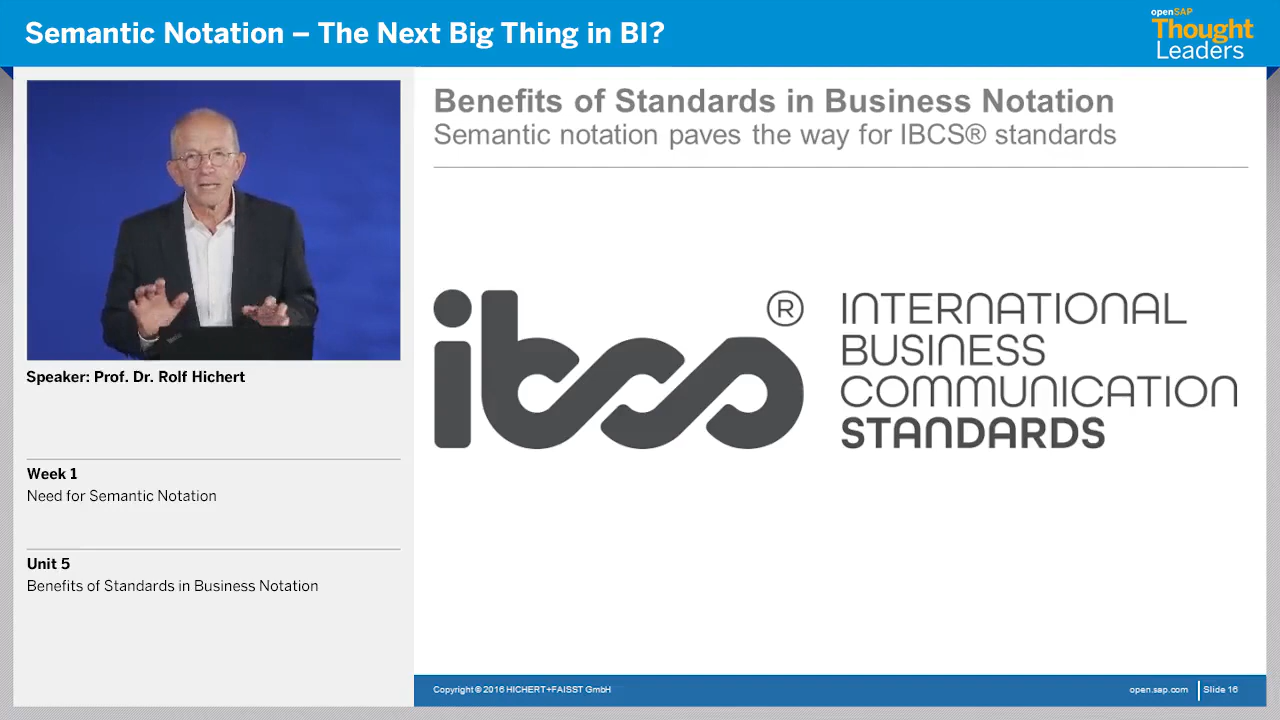 Semantic Notation – The Next Big Thing in BI?
openSAP
Thought
Leaders
Speaker: Prof. Dr. Rolf Hichert
Week 1
Need for Semantic Notation
Unit 5
Benefits of Standards in Business Notation
Benefits of Standards in Business Notation
Semantic notation paves the way for IBCS® standards
ibcs®
INTERNATIONAL
BUSINESS
COMMUNICATION
STANDARDS
Copyright © 2016 HICHERT+FAISST GmbH
open.sap.com
Slide 16